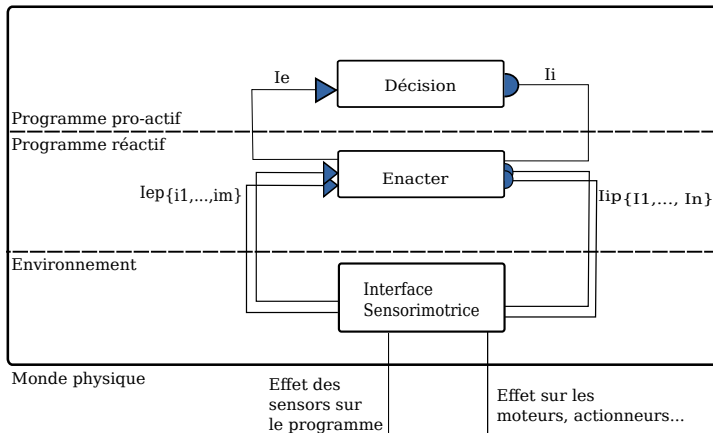 Ie
Décision
Ii
Programme pro-actif
Programme réactif
Enacter
Iep{i1,...,im}
Iip{I1,..., In}
Environnement
Interface
Sensorimotrice
Monde physique
Effet des
sensors sur
le programme
Effet sur les
moteurs, actionneurs...